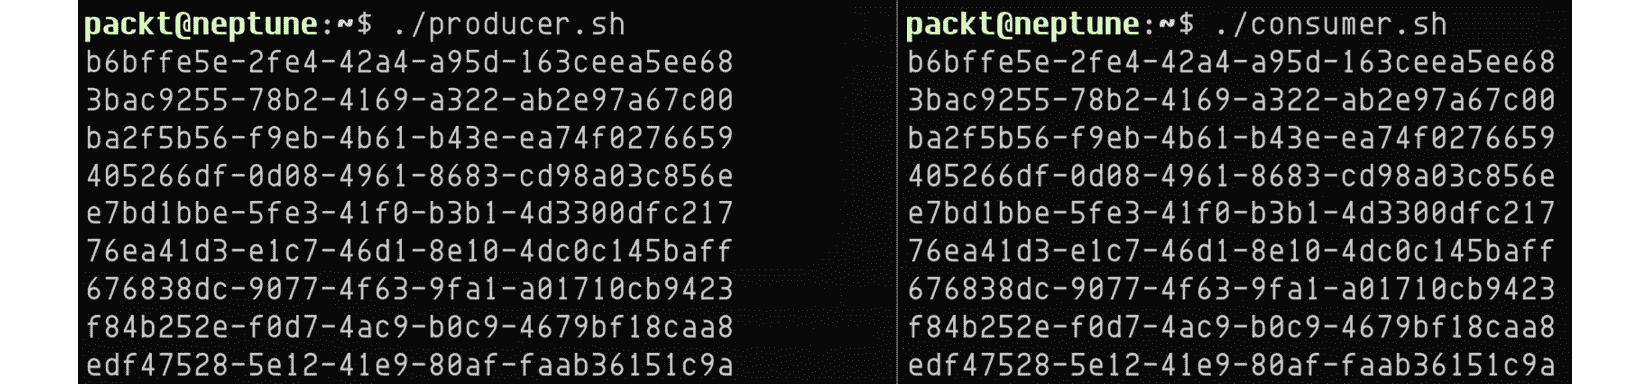 packt@neptune:~$ ./producer.sh
b6bffe5e-2fe4-42a4-a95d-163ceea5ee68
3bac9255-78b2-4169-a322-ab2e97a67c00
ba2f5b56-f9eb-4b61-b43e-ea74f0276659
405266df-0d08-4961-8683-cd98a03c856e
e7bd1bbe-5fe3-41f0-b3b1-4d3300dfc217
76ea41d3-e1c7-46d1-8e10-4dc0c145baff
676838dc-9077-4f63-9fa1-a01710cb9423
f84b252e-f0d7-4ac9-b0c9-4679bf18caa8
edf47528-5e12-41e9-80af-faab36151c9a
packt@neptune:~$ ./consumer.sh
b6bffe5e-2fe4-42a4-a95d-163ceea5ee68
3bac9255-78b2-4169-a322-ab2e97a67c00
ba2f5b56-f9eb-4b61-b43e-ea74f0276659
405266df-0d08-4961-8683-cd98a03c856e
e7bd1bbe-5fe3-41f0-b3b1-4d3300dfc217
76ea41d3-e1c7-46d1-8e10-4dc0c145baff
676838dc-9077-4f63-9fa1-a01710cb9423
f84b252e-f0d7-4ac9-b0c9-4679bf18caa8
edf47528-5e12-41e9-80af-faab36151c9a